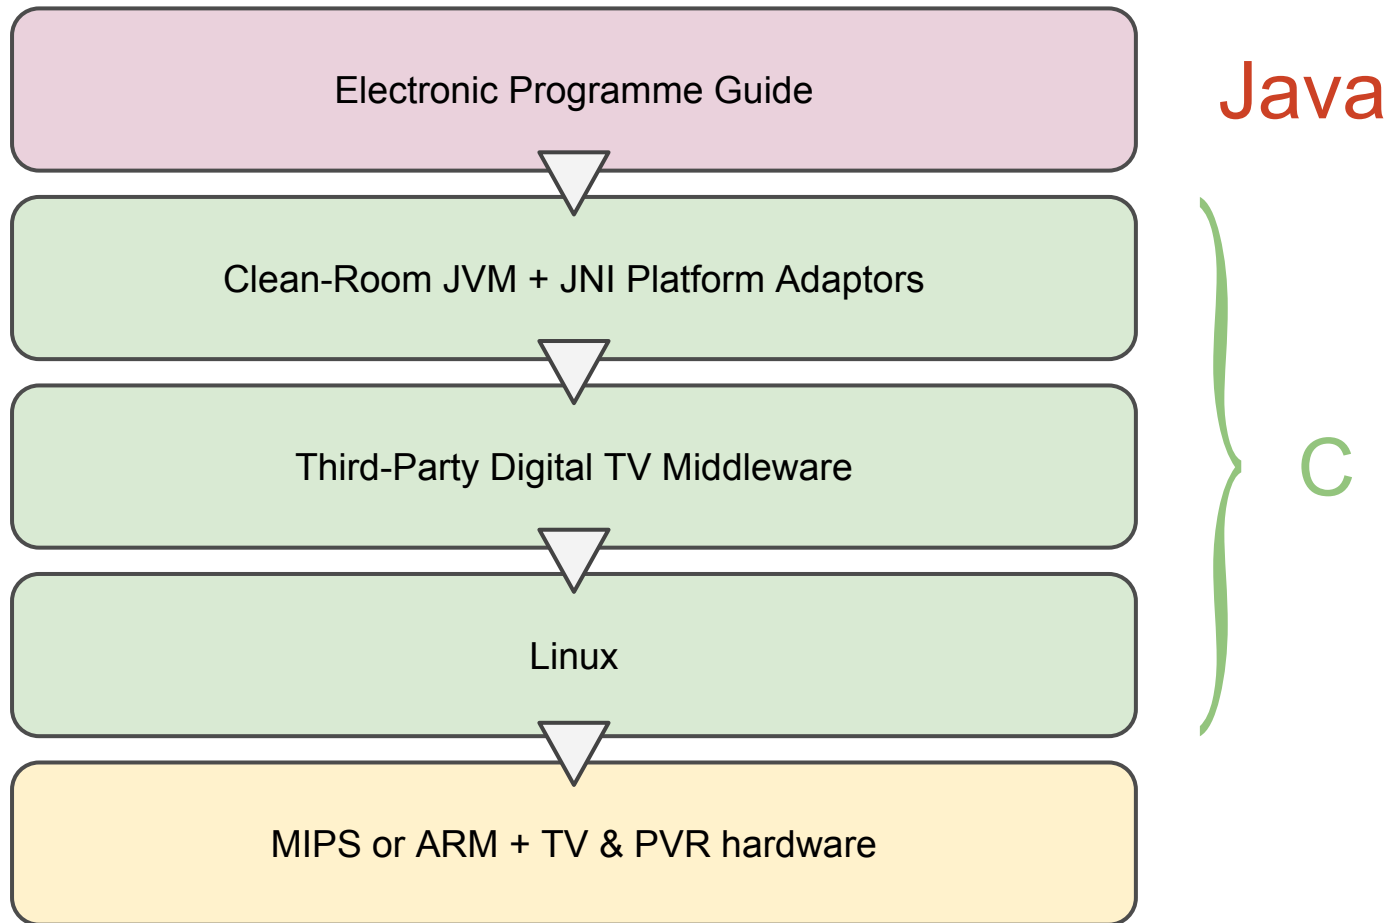 Electronic Programme Guide
Java
Clean-Room JVM + JNI Platform Adaptors
Third-Party Digital TV Middleware
C
Linux
MIPS or ARM + TV & PVR hardware